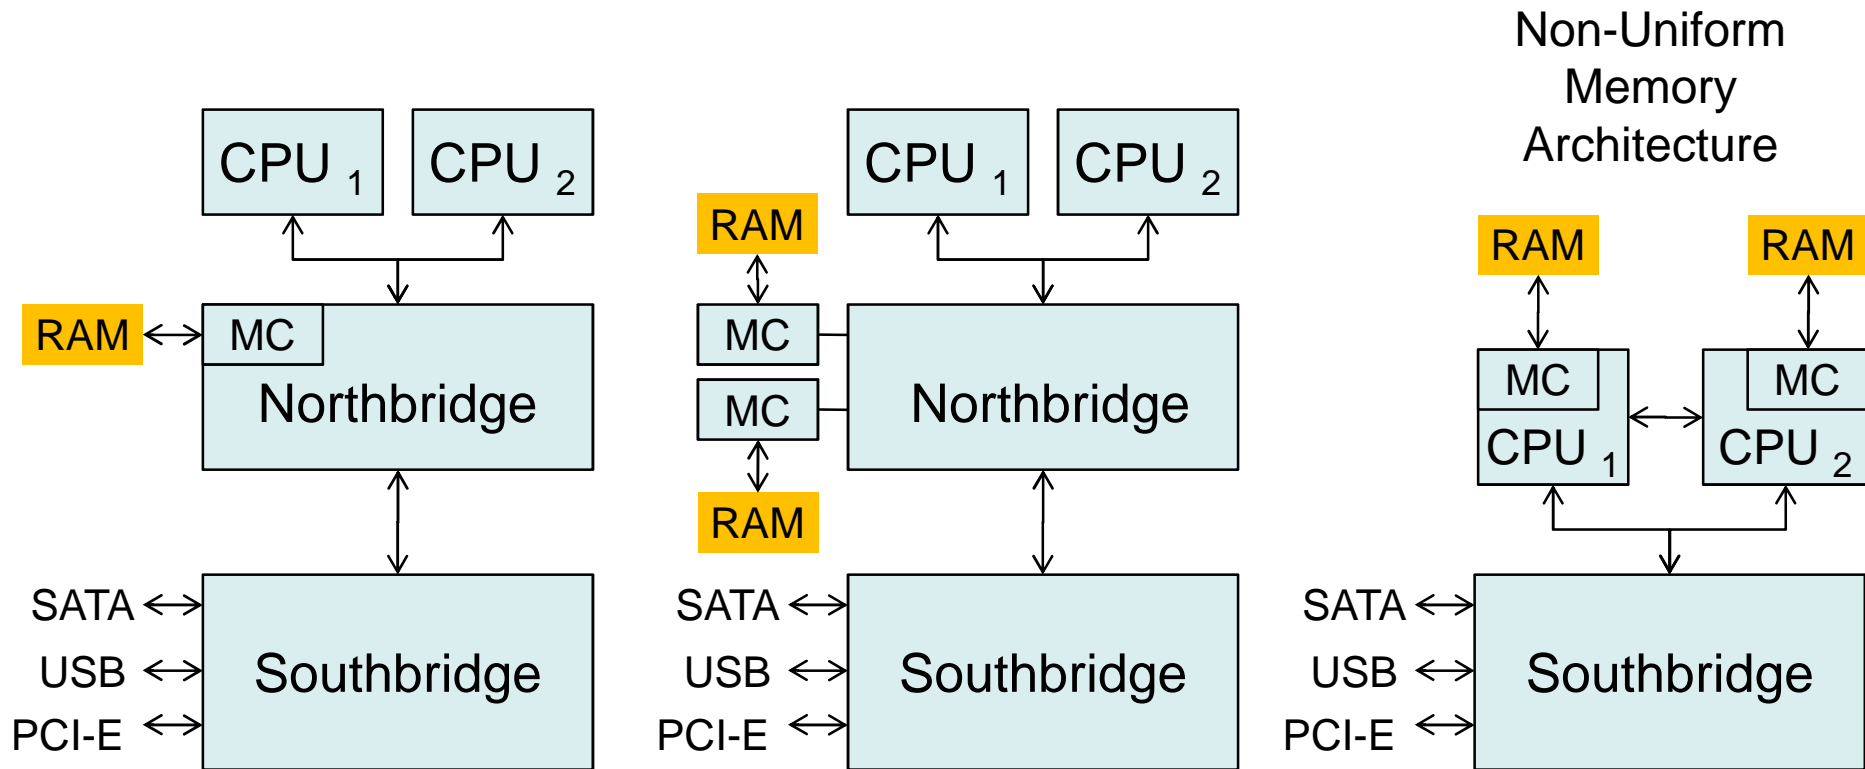 Non-Uniform
Memory
Architecture
CPU 1
CPU 2
RAM
MC
Northbridge
Southbridge
SATA
USB
PCI-E
CPU 1
CPU 2
RAM
MC
MC
RAM
Northbridge
Southbridge
SATA
USB
PCI-E
RAM
RAM
MC
MC
CPU 1
CPU 2
Southbridge
SATA
USB
PCI-E